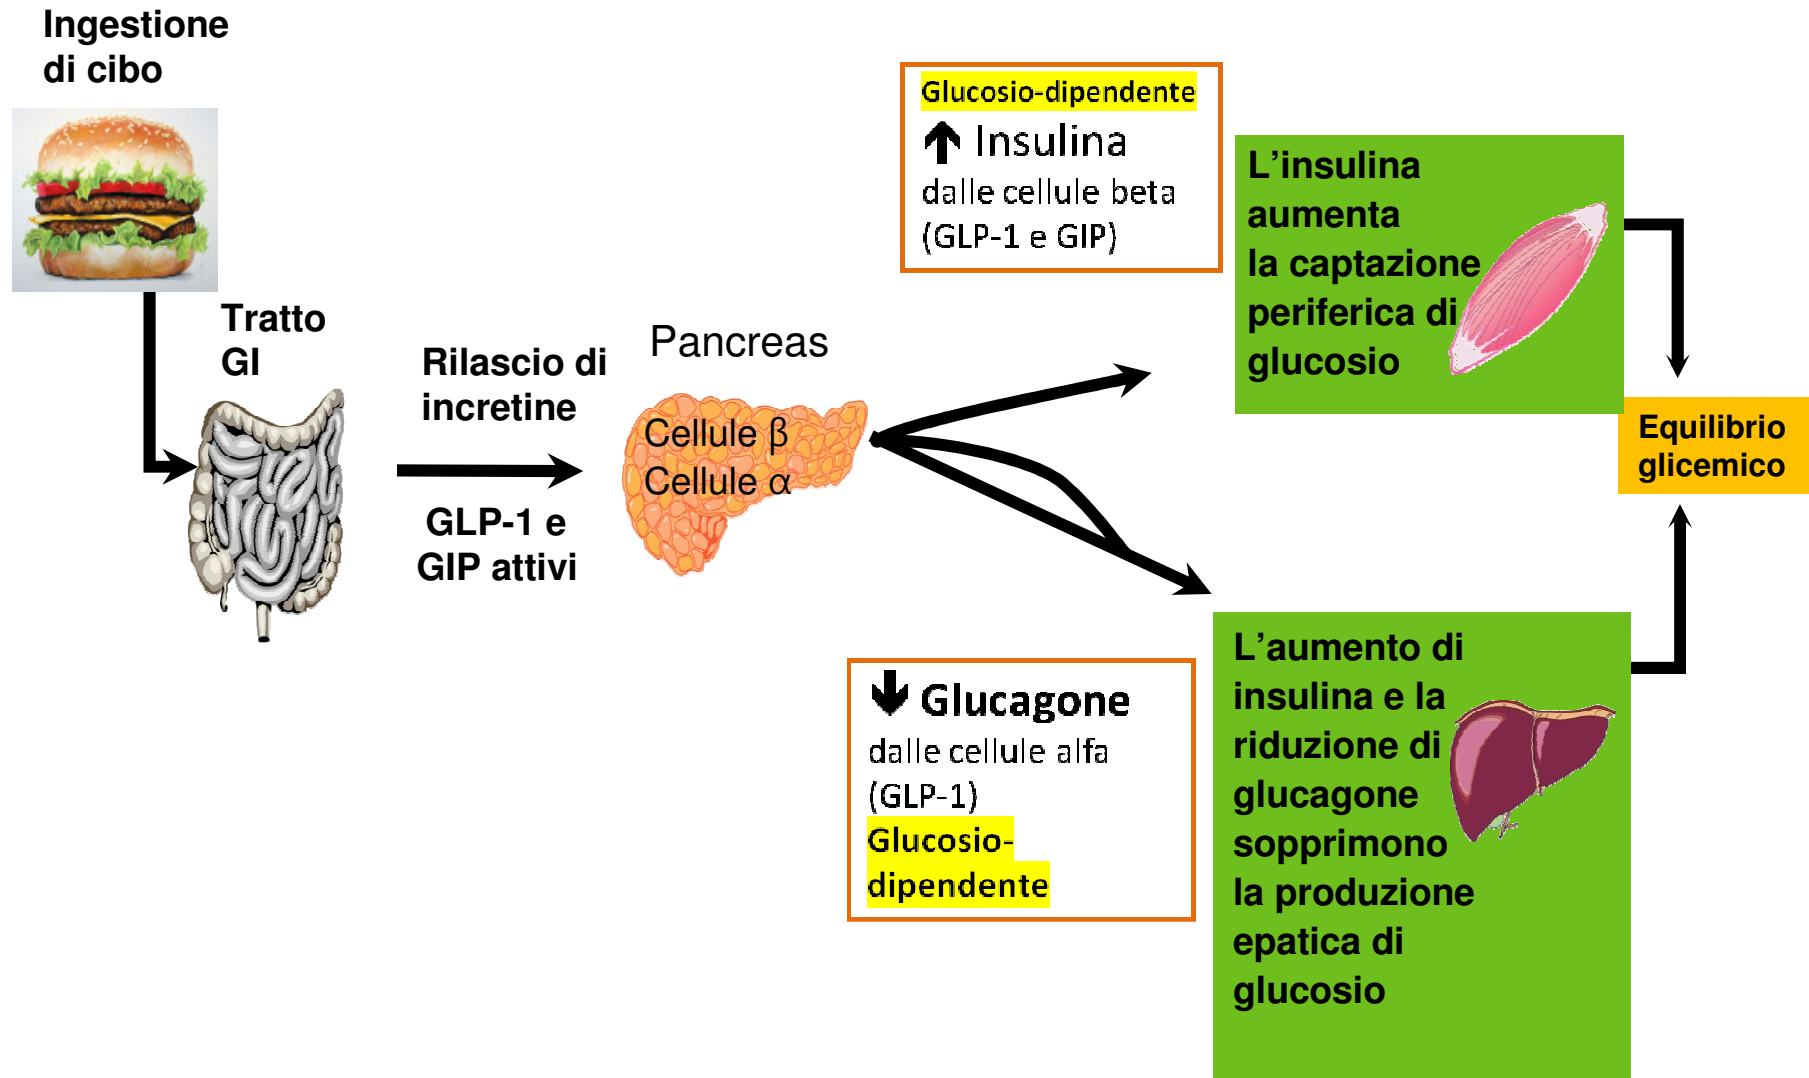 Ingestione
di cibo
Tratto
GI
Rilascio di
incretine
GLP-1 e
GIP attivi
Pancreas
Cellule β
Cellule α
Glucosio-dipendente
Insulina
dalle cellule beta
(GLP-1 e GIP)
L’insulina
aumenta
la captazione
periferica di
glucosio
Equilibrio
glicemico
Glucagone
dalle cellule alfa
(GLP-1)
Glucosio-
dipendente
L’aumento di
insulina e la
riduzione di
glucagone
sopprimono
la produzione
epatica di
glucosio